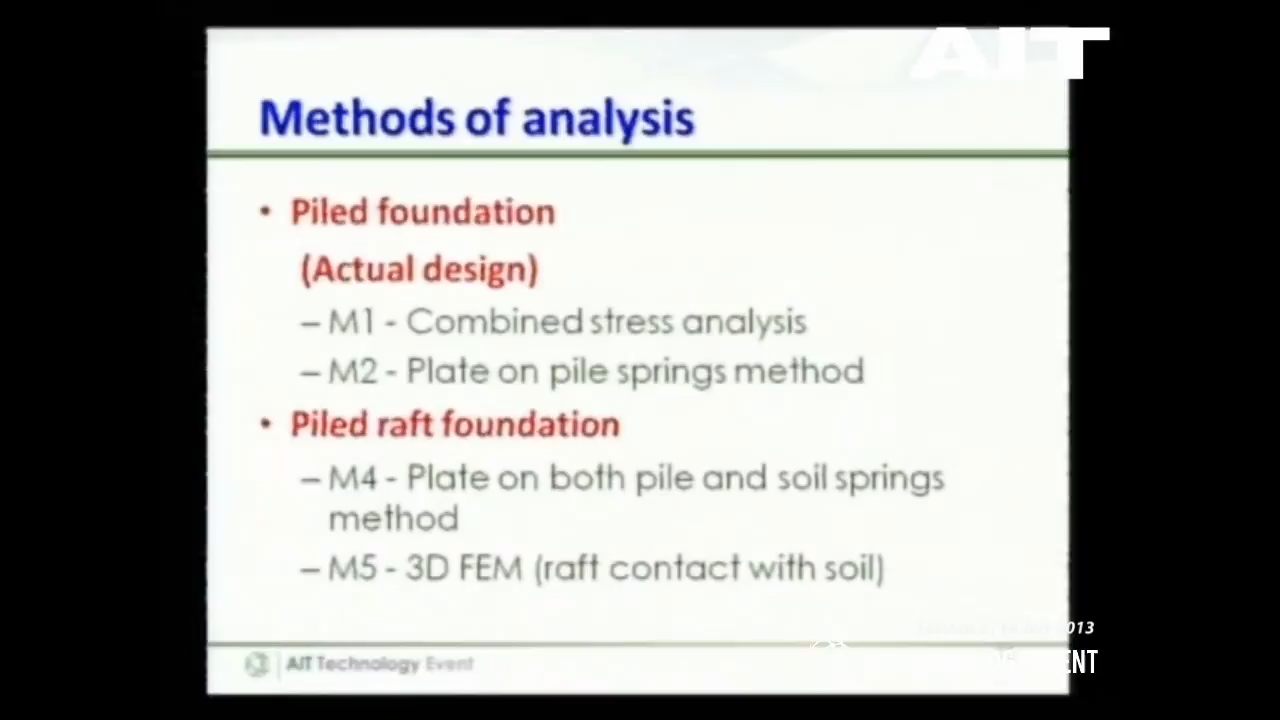 AIT
Methods of analysis
• Piled foundation
(Actual design)
– M1 - Combined stress analysis
– M2 - Plate on pile springs method
• Piled raft foundation
– M4 - Plate on both pile and soil springs
method
– M5 - 3D FEM (raft contact with soil)
AIT Technology Event